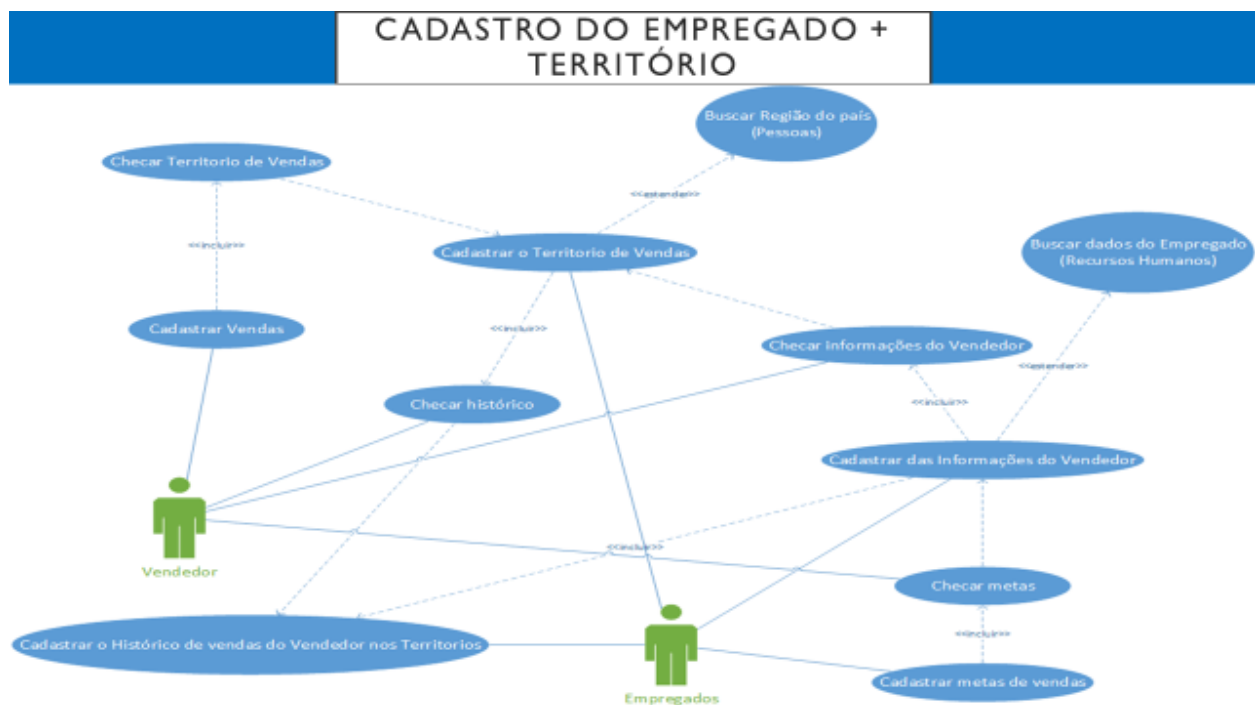 CADASTRO DO EMPREGADO +
TERRITÓRIO
Buscar Região do país
(Pessoas)
Checar Territorio de Vendas
<<estender>>
<<incluir>>
Cadastrar o Territorio de Vendas
Buscar dados do Empregado
(Recursos Humanos)
Cadastrar Vendas
<<incluir>>
Checar Informações do Vendedor
<<estender>>
Checar histórico
<<incluir>>
Cadastrar das Informações do Vendedor
<<incluir>>
Vendedor
Checar metas
<<incluir>>
Cadastrar o Histórico de vendas do Vendedor nos Territorios
Cadastrar metas de vendas
Empregados